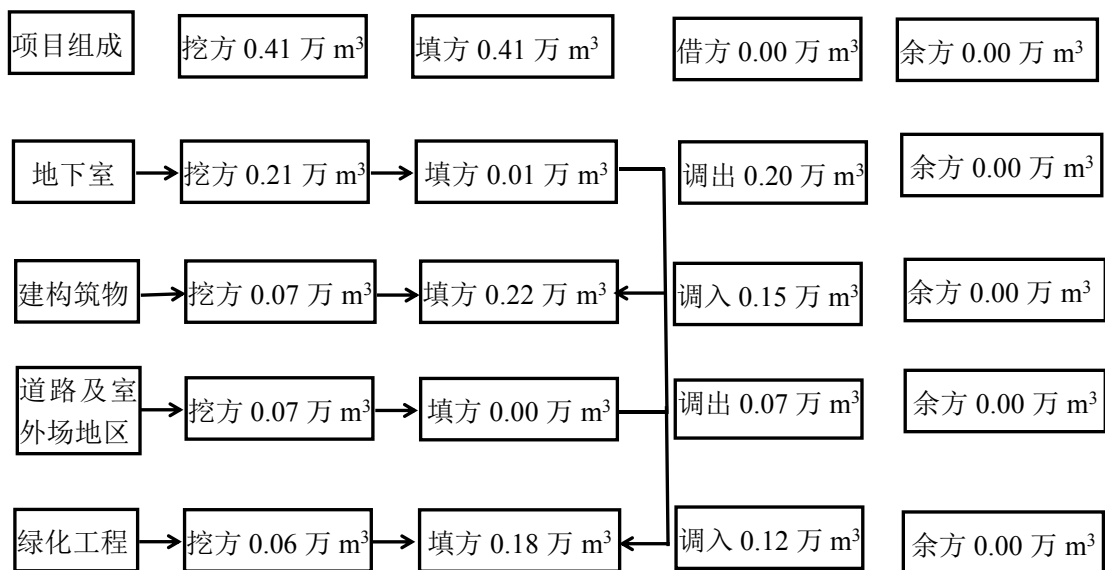 项目组成 挖方 0.41 万 m³ 填方 0.41 万 m³ 借方 0.00 万 m³ 余方 0.00 万 m³
地下室 挖方 0.21 万 m³ 填方 0.01 万 m³ 调出 0.20 万 m³ 余方 0.00 万 m³
建构筑物 挖方 0.07 万 m³ 填方 0.22 万 m³ 调入 0.15 万 m³ 余方 0.00 万 m³
道路及室
外场地区 挖方 0.07 万 m³ 填方 0.00 万 m³ 调出 0.07 万 m³ 余方 0.00 万 m³
绿化工程 挖方 0.06 万 m³ 填方 0.18 万 m³ 调入 0.12 万 m³ 余方 0.00 万 m³